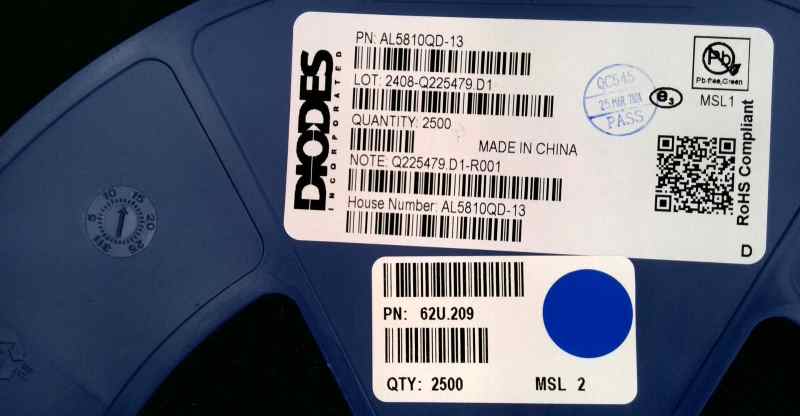 DIODES
INCORPORATED
PN: AL5810QD-13
LOT: 2408-Q225479.D1
QUANTITY: 2500
MADE IN CHINA
NOTE: Q225479.D1-R001
House Number: AL5810QD-13
QC545
25 MAR 2024
PASS
e3
Pb
Pb-free,Green
MSL1
RoHS Compliant
D
PN: 62U.209
QTY: 2500
MSL 2
5 10 15 20 25 31